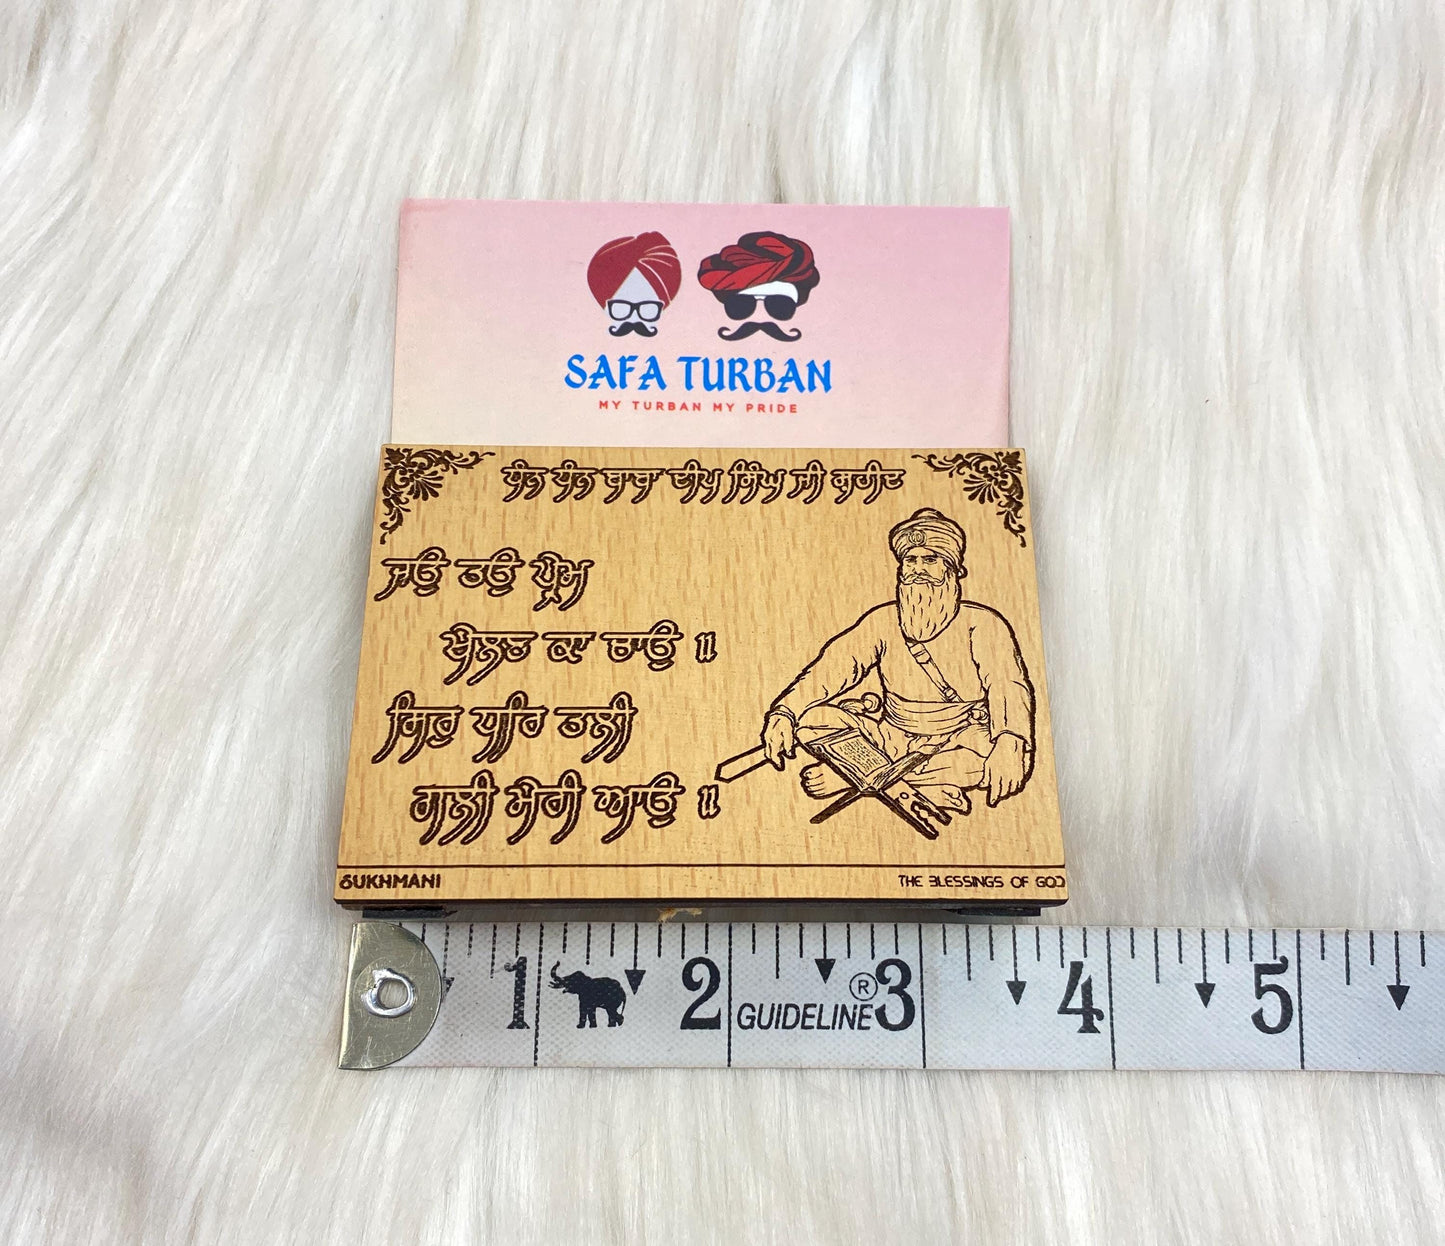 SAFA TURBAN
MY TURBAN MY PRIDE
ਧੰਨ ਧੰਨ ਬਾਬਾ ਦੀਪ ਸਿੰਘ ਜੀ ਸ਼ਹੀਦ
ਜਉ ਤਉ ਪ੍ਰੇਮ
ਖੇਲਣ ਕਾ ਚਾਉ ॥
ਸਿਰੁ ਧਰਿ ਤਲੀ
ਗਲੀ ਮੇਰੀ ਆਉ ॥
SUKHMANI THE BLESSINGS OF GOD
1 2 GUIDELINE® 3 4 5